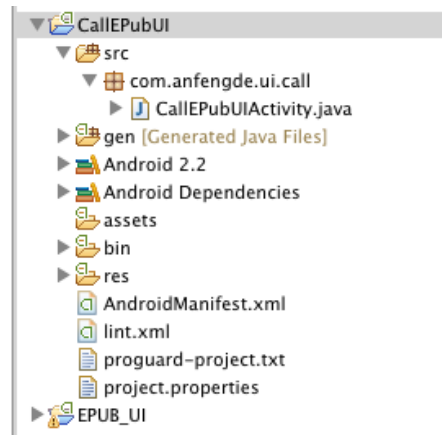 CallEPubUI
src
com.anfengde.ui.call
CallEPubUIActivity.java
gen [Generated Java Files]
Android 2.2
Android Dependencies
assets
bin
res
AndroidManifest.xml
lint.xml
proguard-project.txt
project.properties
EPUB_UI